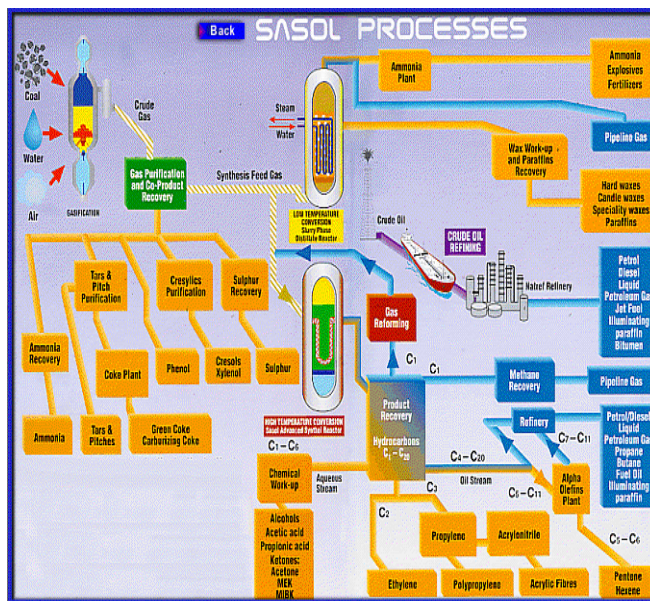 Back
SASOL PROCESSES
Coal
Water
Air
GASIFICATION
Crude
Gas
Gas Purification
and Co-Product
Recovery
Synthesis Feed Gas
Steam
Water
LOW TEMPERATURE
CONVERSION
Slurry Phase
Distillate Reactor
Ammonia
Plant
Ammonia
Explosives
Fertilizers
Pipeline Gas
Wax Work-up
and Paraffins
Recovery
Hard waxes
Candle waxes
Speciality waxes
Paraffins
Crude Oil
CRUDE OIL
REFINING
Natref Refinery
Petrol
Diesel
Liquid
Petroleum Gas
Jet Fuel
Illuminating
paraffin
Bitumen
Tars &
Pitch
Purification
Cresylics
Purification
Sulphur
Recovery
Ammonia
Recovery
Coke Plant
Phenol
Cresols
Xylenol
Sulphur
Ammonia
Tars &
Pitches
Green Coke
Carburizing Coke
HIGH TEMPERATURE CONVERSION
Sasol Advanced Synthol Reactor
Gas
Reforming
C1
C1
Methane
Recovery
Pipeline Gas
Product
Recovery
Hydrocarbons
C1 – C20
Refinery
Petrol/Diesel
Liquid
Petroleum Gas
Propane
Butane
Fuel Oil
Illuminating
paraffin
C7–C11
C4–C20
Oil Stream
C5–C11
Alpha
Olefins
Plant
C5–C6
Pentene
Hexene
C1 – C6
Chemical
Work-up
Aqueous
Stream
Alcohols
Acetic acid
Propionic acid
Ketones:
Acetone
MEK
MIBK
C2
C3
Propylene
Acrylonitrile
Ethylene
Polypropylene
Acrylic Fibres